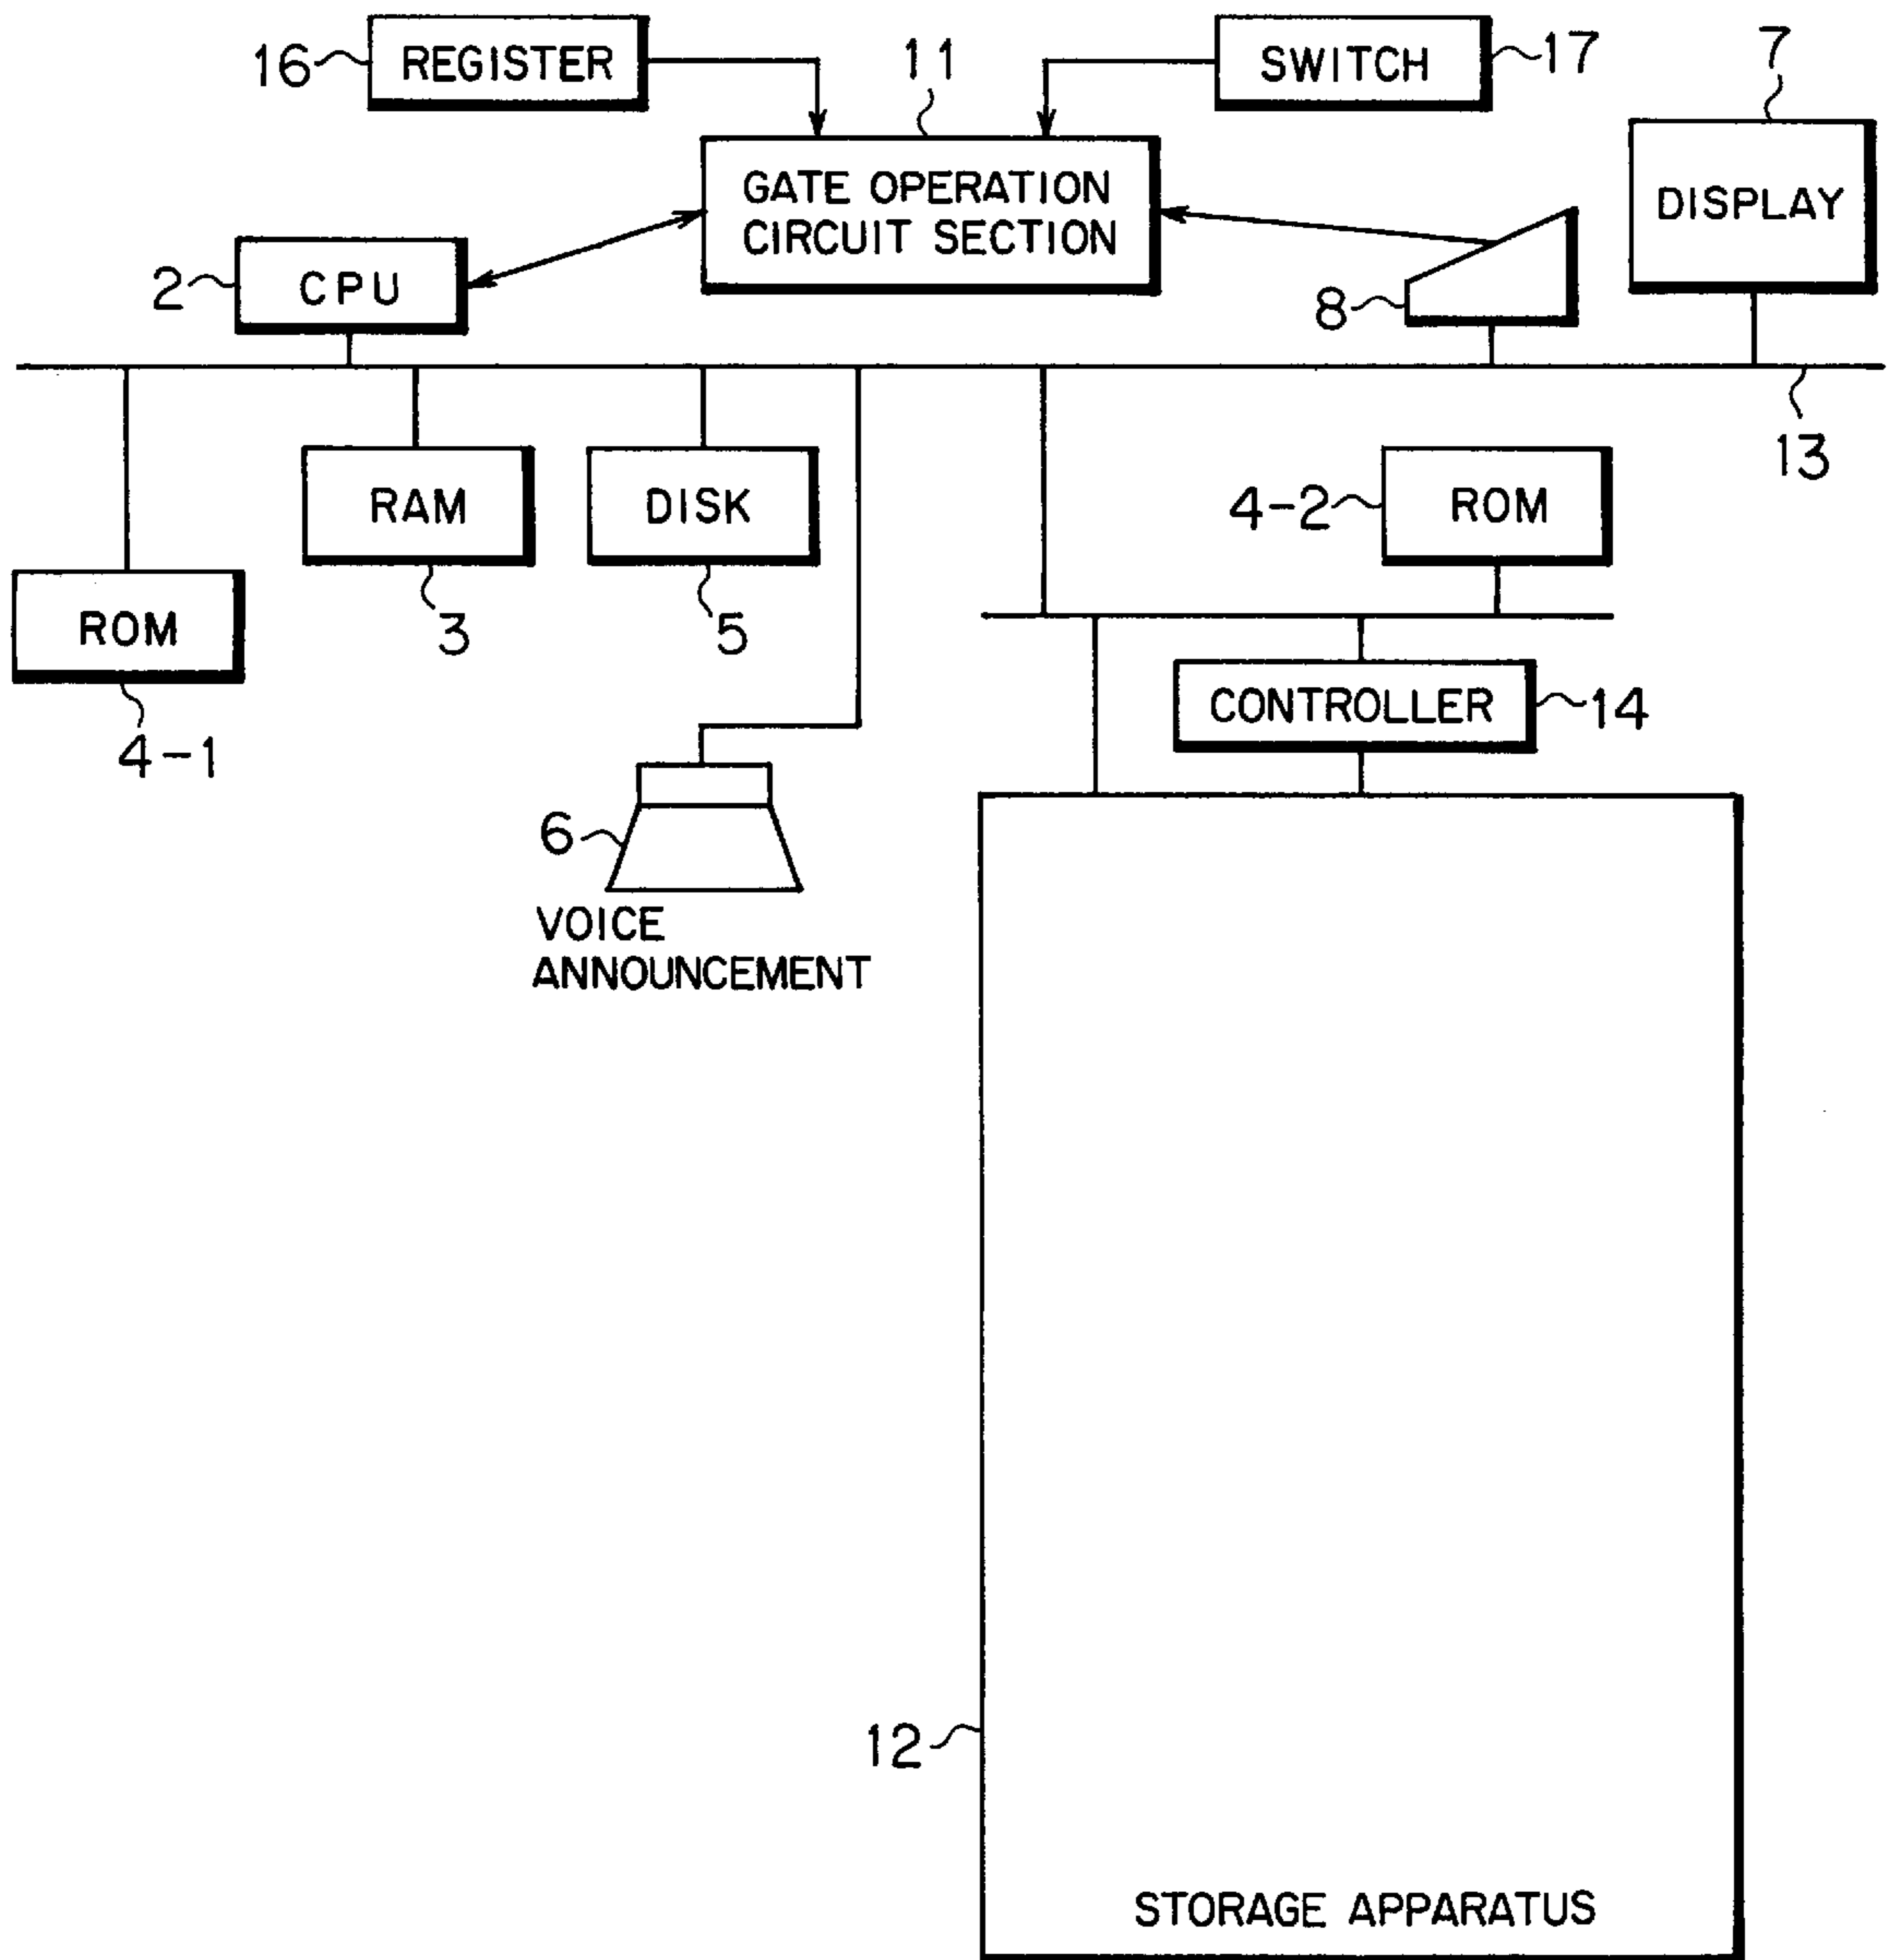 16
REGISTER
11
SWITCH
17
7
GATE OPERATION
CIRCUIT SECTION
DISPLAY
2
CPU
8
13
RAM
DISK
4-2
ROM
ROM
3
5
4-1
CONTROLLER
14
6
VOICE
ANNOUNCEMENT
12
STORAGE APPARATUS